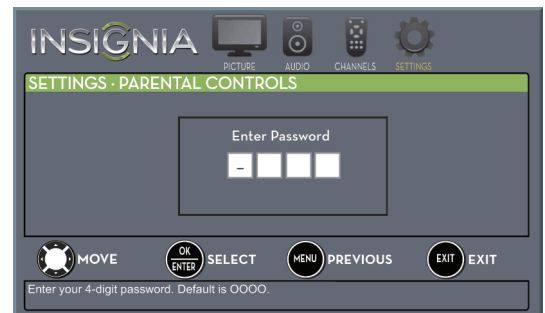 INSIGNIA
PICTURE AUDIO CHANNELS SETTINGS
SETTINGS · PARENTAL CONTROLS
Enter Password
–
MOVE OK ENTER SELECT MENU PREVIOUS EXIT EXIT
Enter your 4-digit password. Default is OOOO.